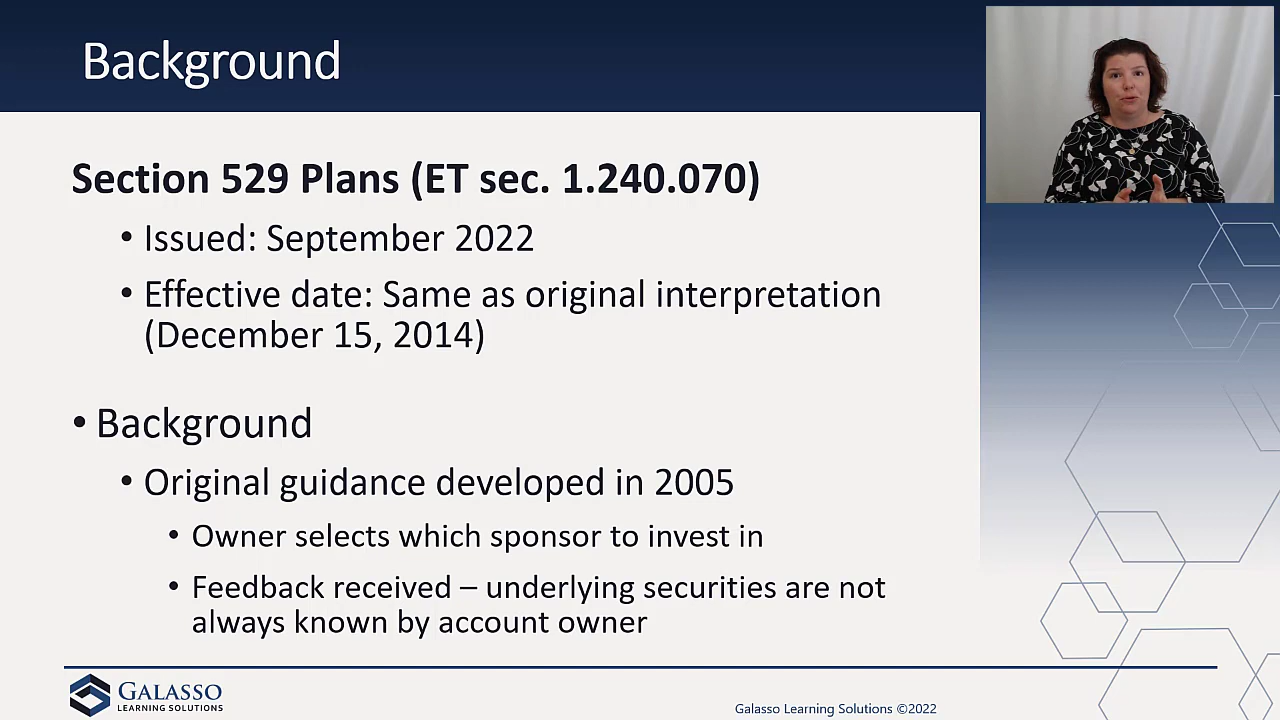 Background
Section 529 Plans (ET sec. 1.240.070)
• Issued: September 2022
• Effective date: Same as original interpretation
(December 15, 2014)
• Background
• Original guidance developed in 2005
• Owner selects which sponsor to invest in
• Feedback received – underlying securities are not
always known by account owner
GALASSO
LEARNING SOLUTIONS
Galasso Learning Solutions ©2022